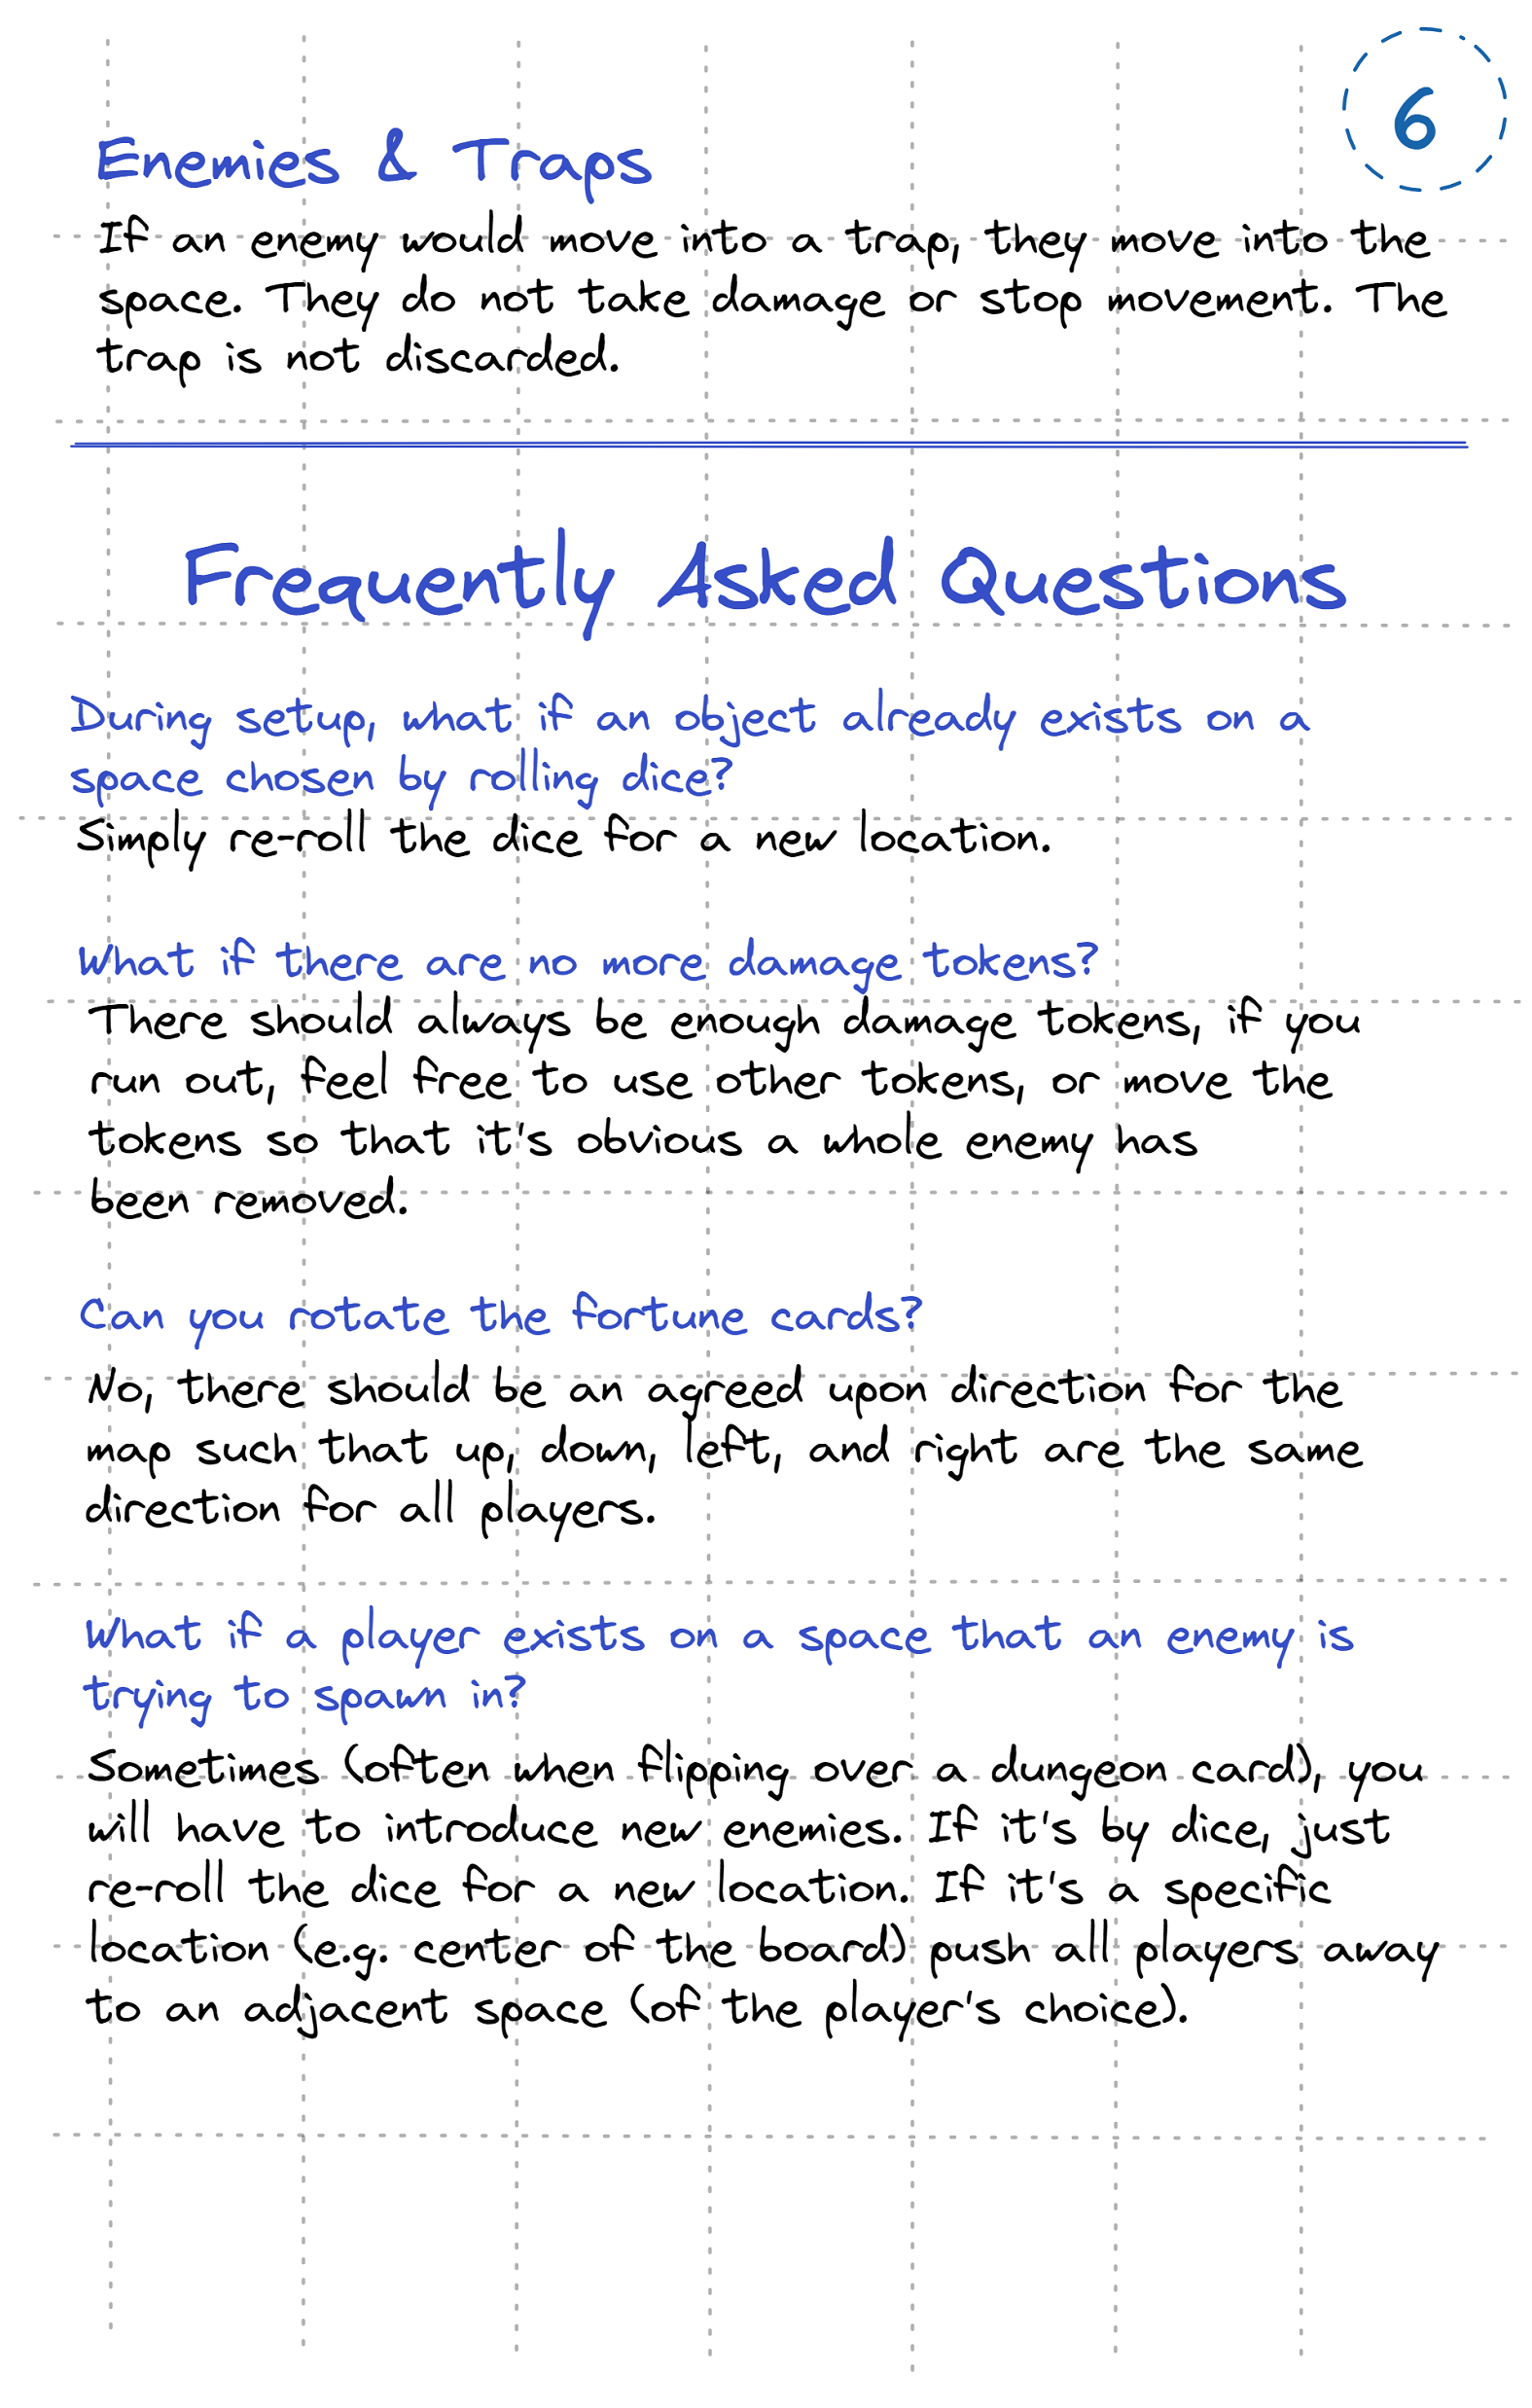 6
Enemies & Traps
If an enemy would move into a trap, they move into the
space. They do not take damage or stop movement. The
trap is not discarded.
Frequently Asked Questions
During setup, what if an object already exists on a
space chosen by rolling dice?
Simply re-roll the dice for a new location.
What if there are no more damage tokens?
There should always be enough damage tokens, if you
run out, feel free to use other tokens, or move the
tokens so that it's obvious a whole enemy has
been removed.
Can you rotate the fortune cards?
No, there should be an agreed upon direction for the
map such that up, down, left, and right are the same
direction for all players.
What if a player exists on a space that an enemy is
trying to spawn in?
Sometimes (often when flipping over a dungeon card), you
will have to introduce new enemies. If it's by dice, just
re-roll the dice for a new location. If it's a specific
location (e.g. center of the board) push all players away
to an adjacent space (of the player's choice).